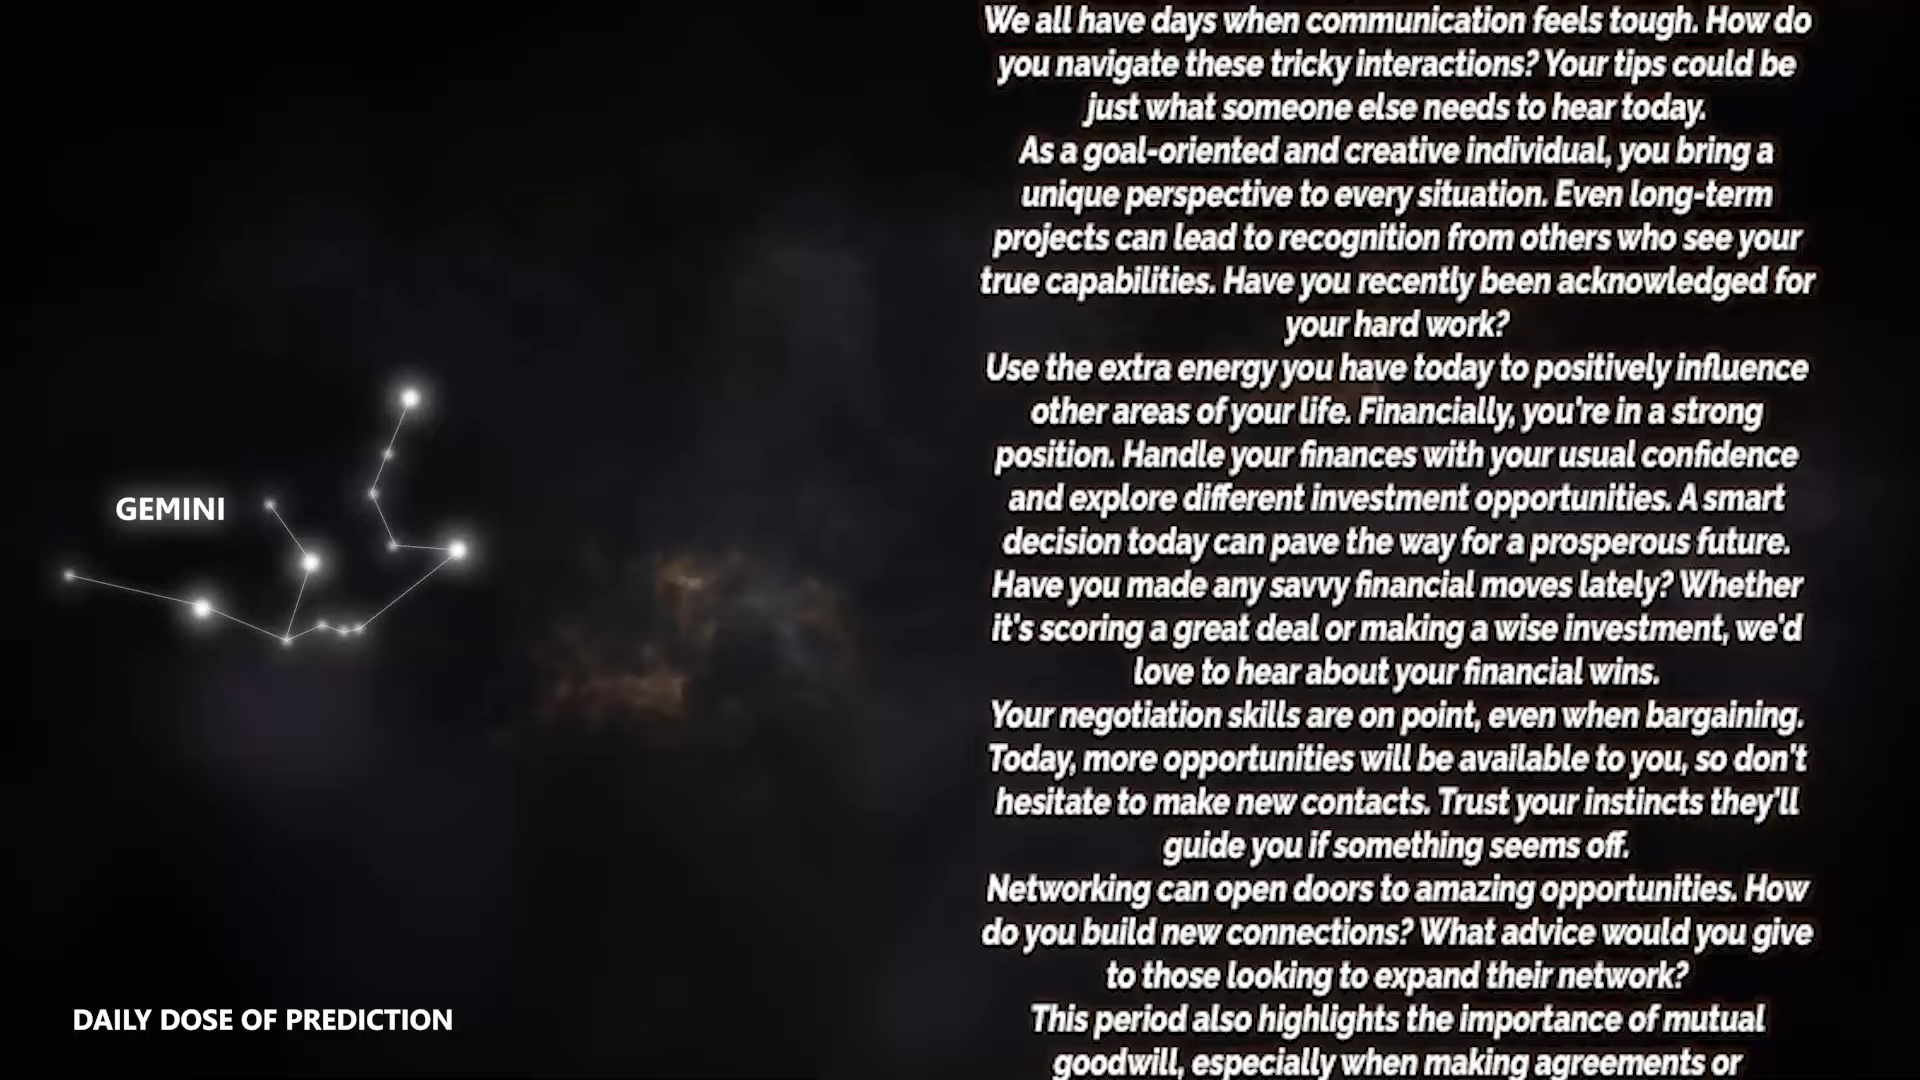 We all have days when communication feels tough. How do
you navigate these tricky interactions? Your tips could be
just what someone else needs to hear today.
As a goal-oriented and creative individual, you bring a
unique perspective to every situation. Even long-term
projects can lead to recognition from others who see your
true capabilities. Have you recently been acknowledged for
your hard work?
Use the extra energy you have today to positively influence
other areas of your life. Financially, you're in a strong
position. Handle your finances with your usual confidence
and explore different investment opportunities. A smart
decision today can pave the way for a prosperous future.
Have you made any savvy financial moves lately? Whether
it's scoring a great deal or making a wise investment, we'd
love to hear about your financial wins.
Your negotiation skills are on point, even when bargaining.
Today, more opportunities will be available to you, so don't
hesitate to make new contacts. Trust your instincts they'll
guide you if something seems off.
Networking can open doors to amazing opportunities. How
do you build new connections? What advice would you give
to those looking to expand their network?
This period also highlights the importance of mutual
goodwill, especially when making agreements or
GEMINI
DAILY DOSE OF PREDICTION